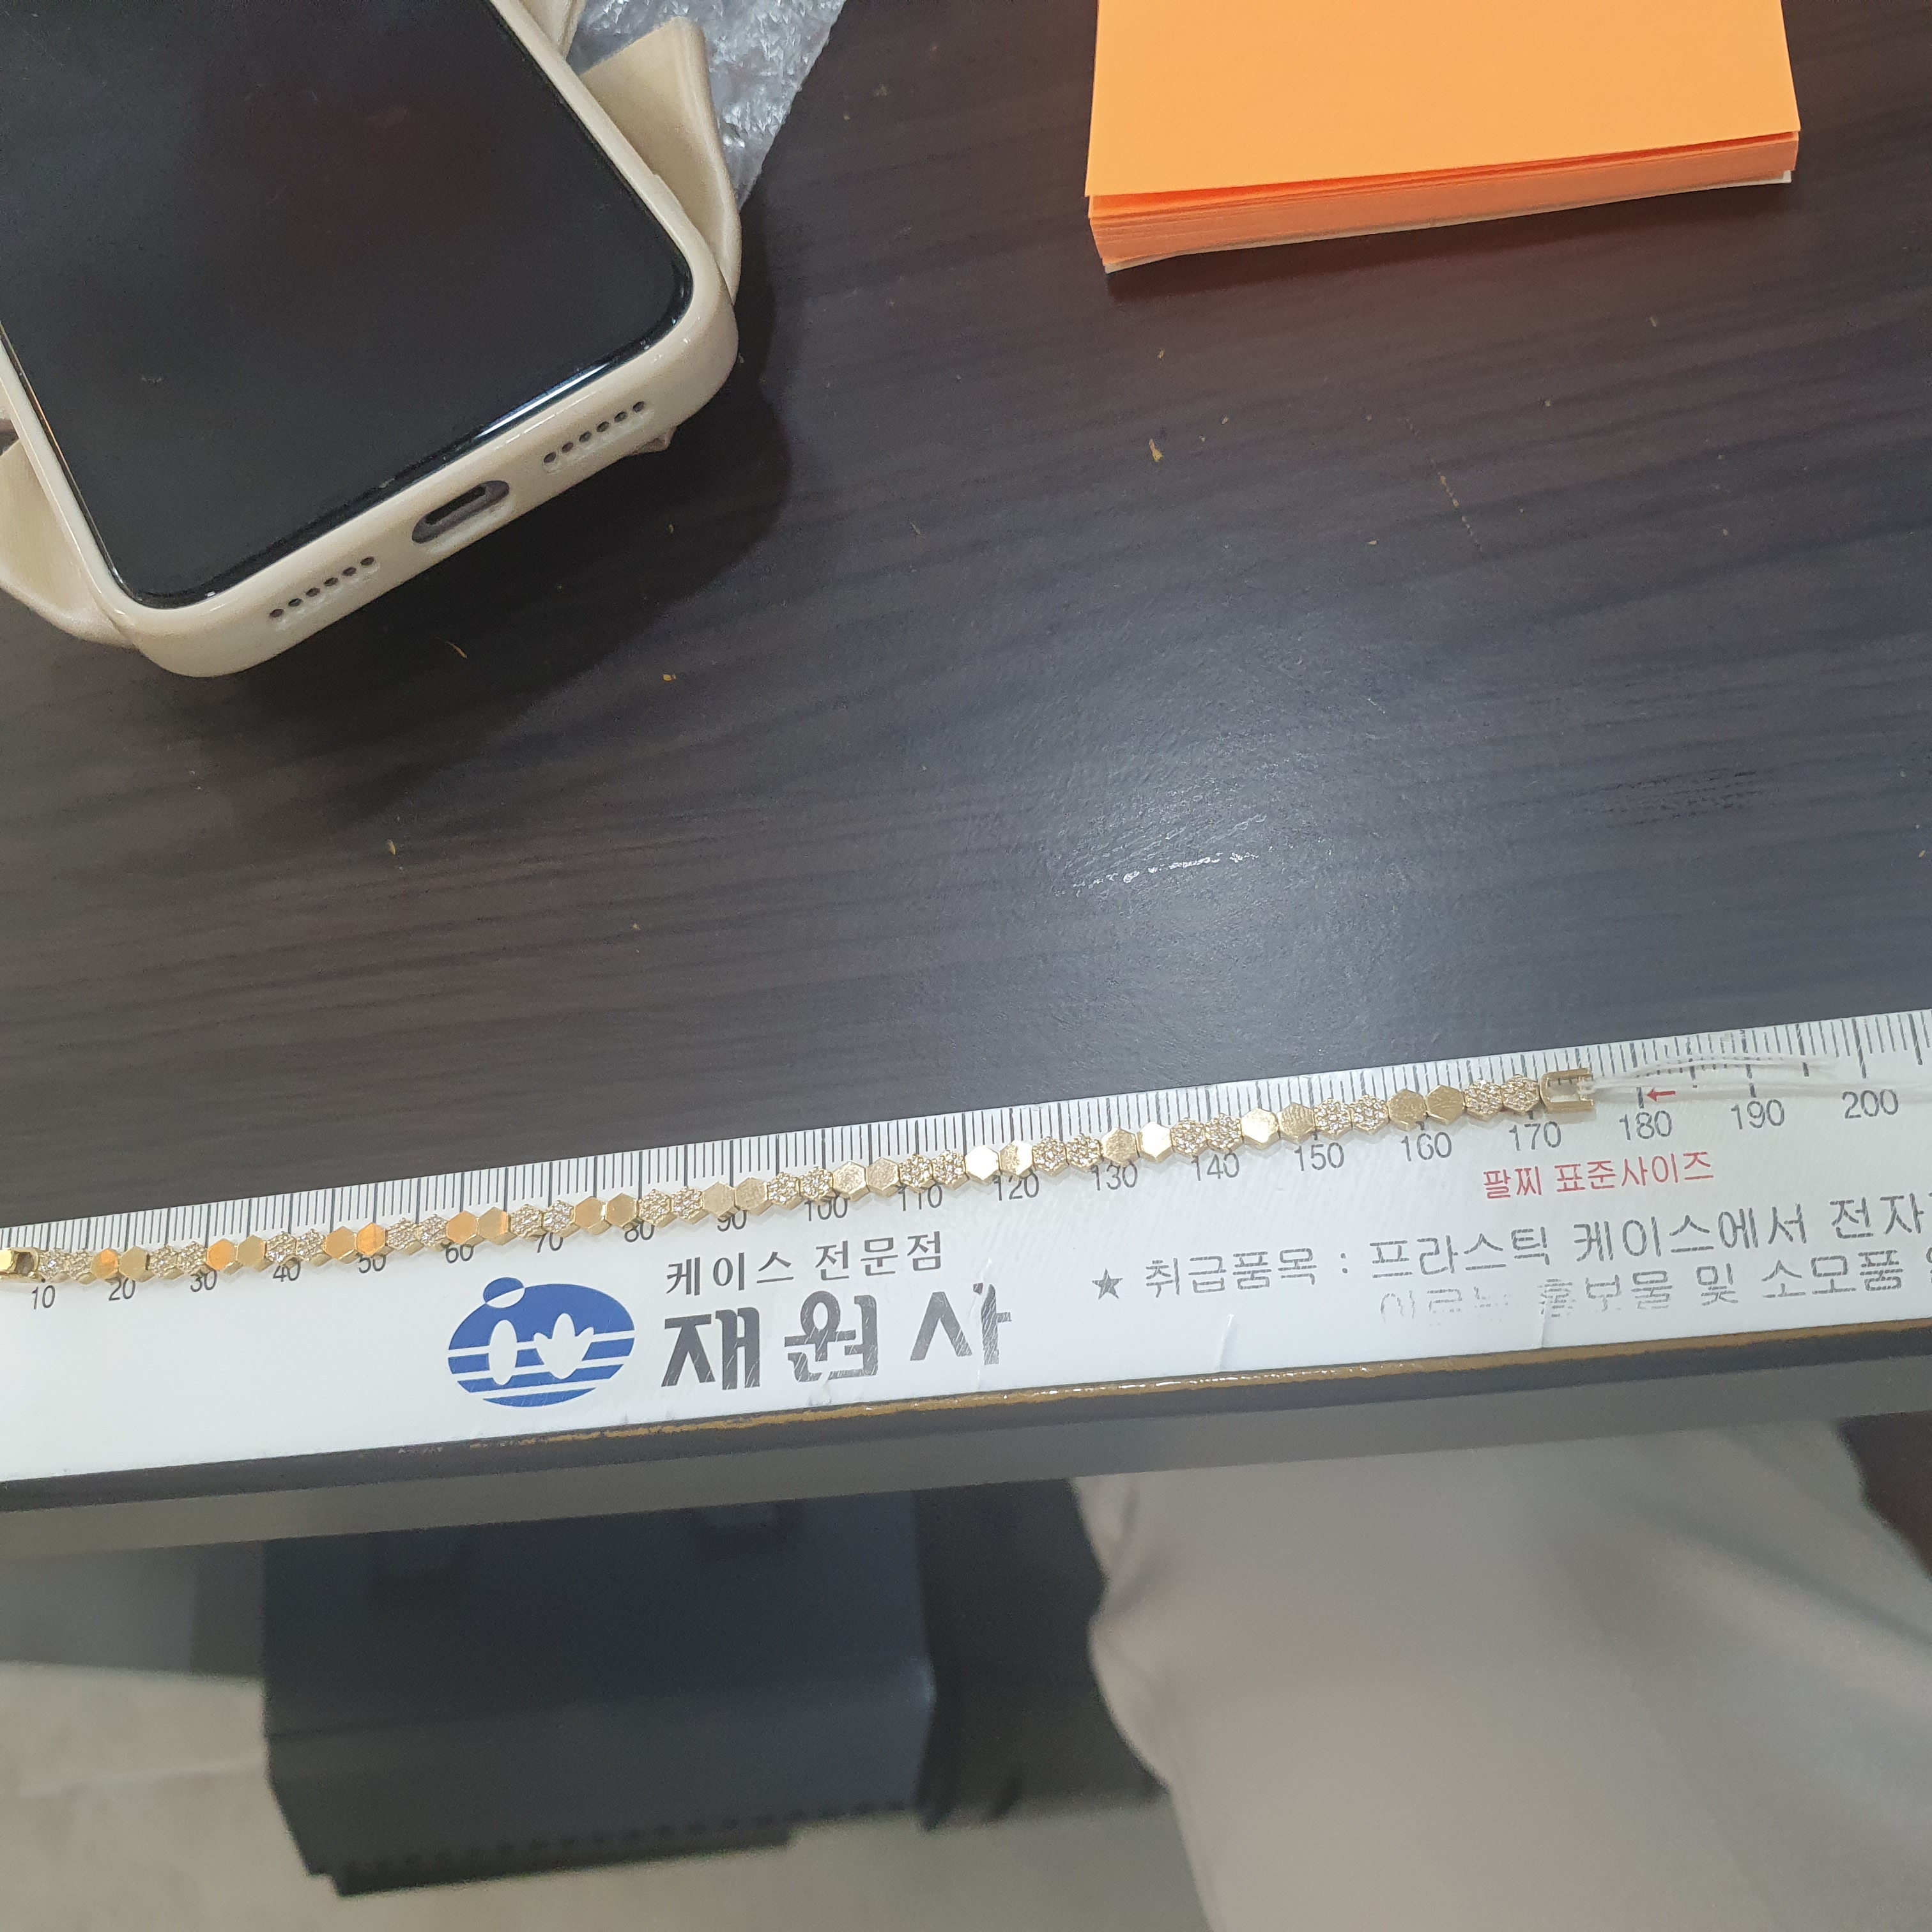 10 20 30 40 50 60 70 80 90 100 110 120 130 140 150 160 170 180 190 200
팔찌 표준사이즈
케이스 전문점
재원사
★ 취급품목 : 프라스틱 케이스에서 전자
홍보물 및 소모품